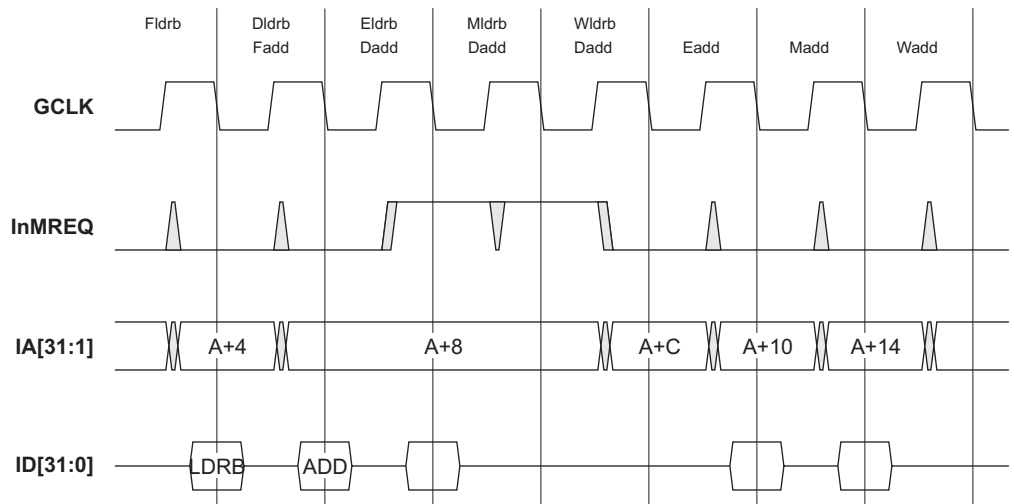 Fldrb Dldrb Eldrb Mldrb Wldrb
Fadd Dadd Dadd Dadd Eadd Madd Wadd
GCLK
InMREQ
IA[31:1] A+4 A+8 A+C A+10 A+14
ID[31:0] LDRB ADD